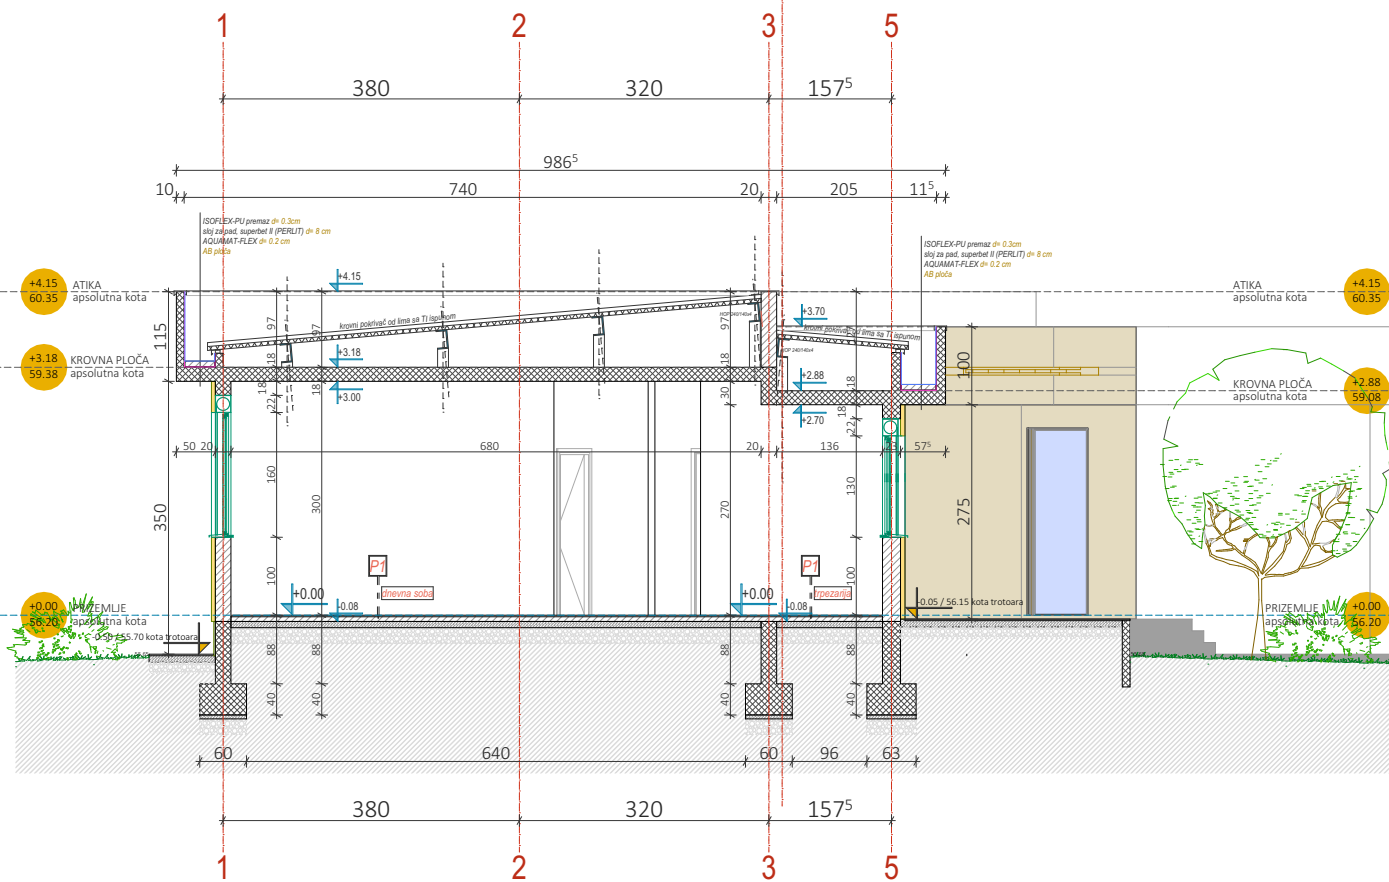 1 2 3 5
380 320 157⁵
986⁵
10 740 20 205 11⁵
ISOFLEX-PU premaz d= 0.3cm
sloj za pad, superbet II (PERLIT) d= 8 cm
AQUAMAT-FLEX d= 0.2 cm
AB ploča
ISOFLEX-PU premaz d= 0.3cm
sloj za pad, superbet II (PERLIT) d= 8 cm
AQUAMAT-FLEX d= 0.2 cm
AB ploča
+4.15
60.35
ATIKA
apsolutna kota
+4.15
ATIKA
apsolutna kota
+4.15
60.35
krovni pokrivač od lima sa TI ispunom
+3.70
krovni pokrivač od lima sa TI ispunom
115
97
97
97
+3.18
59.38
KROVNA PLOČA
apsolutna kota
18
+3.18
18
100
18
18
+3.00
30
+2.88
18
+2.70
18
KROVNA PLOČA
apsolutna kota
+2.88
59.08
22
22
50 20 680 20 136 57⁵
160
300
270
130
350
275
100
100
P1
dnevna soba
P1
trpezarija
+0.00
-0.08
+0.00
-0.08
-0.05 / 56.15 kota trotoara
+0.00
56.20
PRIZEMLJE
apsolutna kota
PRIZEMLJE
apsolutna kota
+0.00
56.20
88 88 88 88
40 40 40 40
60 640 60 96 63
380 320 157⁵
1 2 3 5